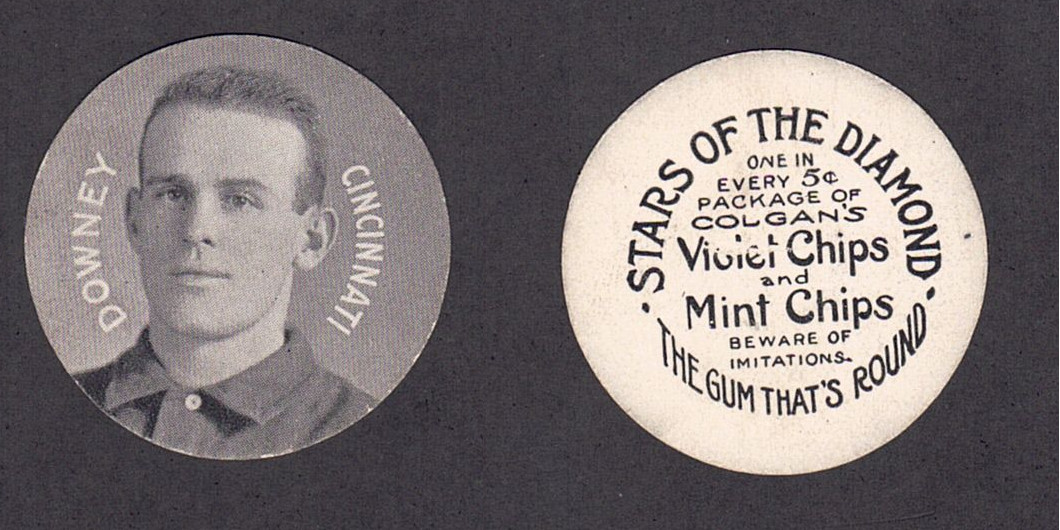 DOWNEY
CINCINNATI
• STARS OF THE DIAMOND •
ONE IN
EVERY 5¢
PACKAGE OF
COLGAN'S
Violet Chips
and
Mint Chips
BEWARE OF
IMITATIONS.
THE GUM THAT'S ROUND